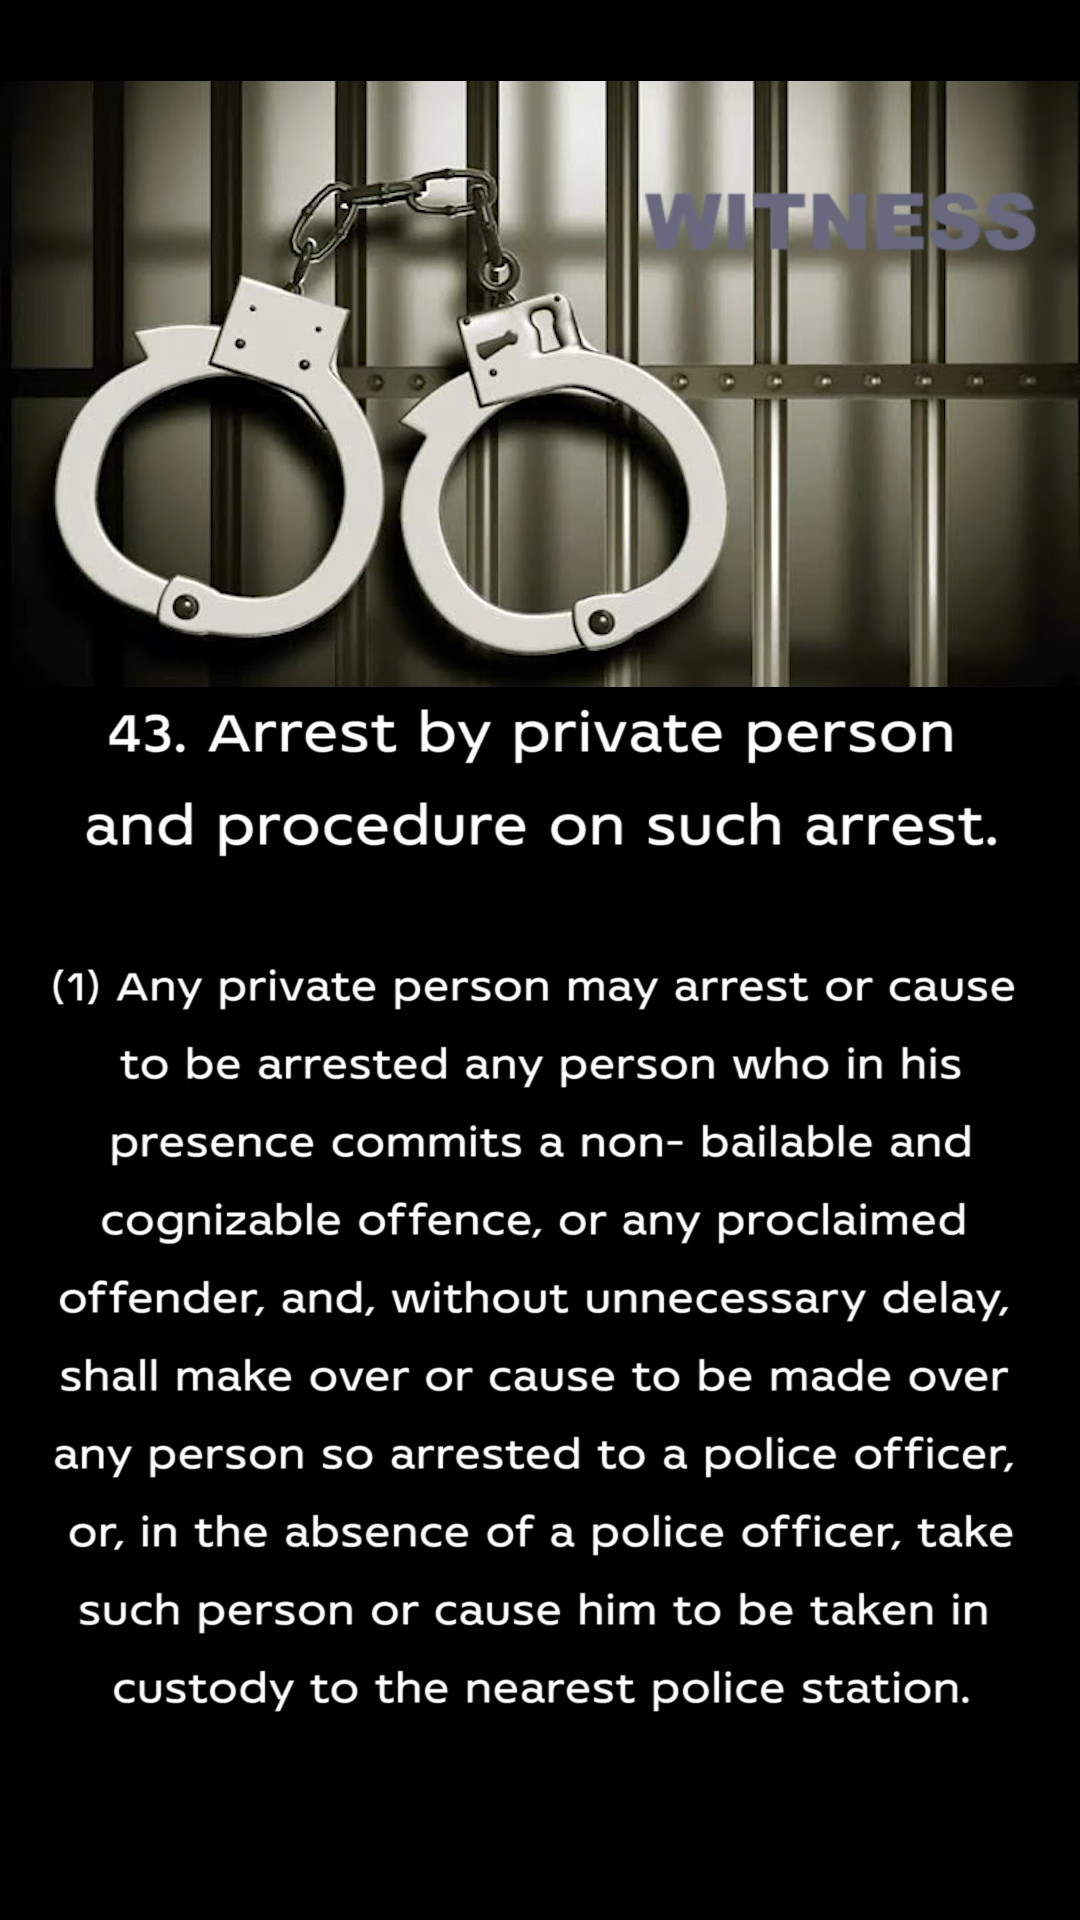 WITNESS
43. Arrest by private person
and procedure on such arrest.
(1) Any private person may arrest or cause
to be arrested any person who in his
presence commits a non- bailable and
cognizable offence, or any proclaimed
offender, and, without unnecessary delay,
shall make over or cause to be made over
any person so arrested to a police officer,
or, in the absence of a police officer, take
such person or cause him to be taken in
custody to the nearest police station.